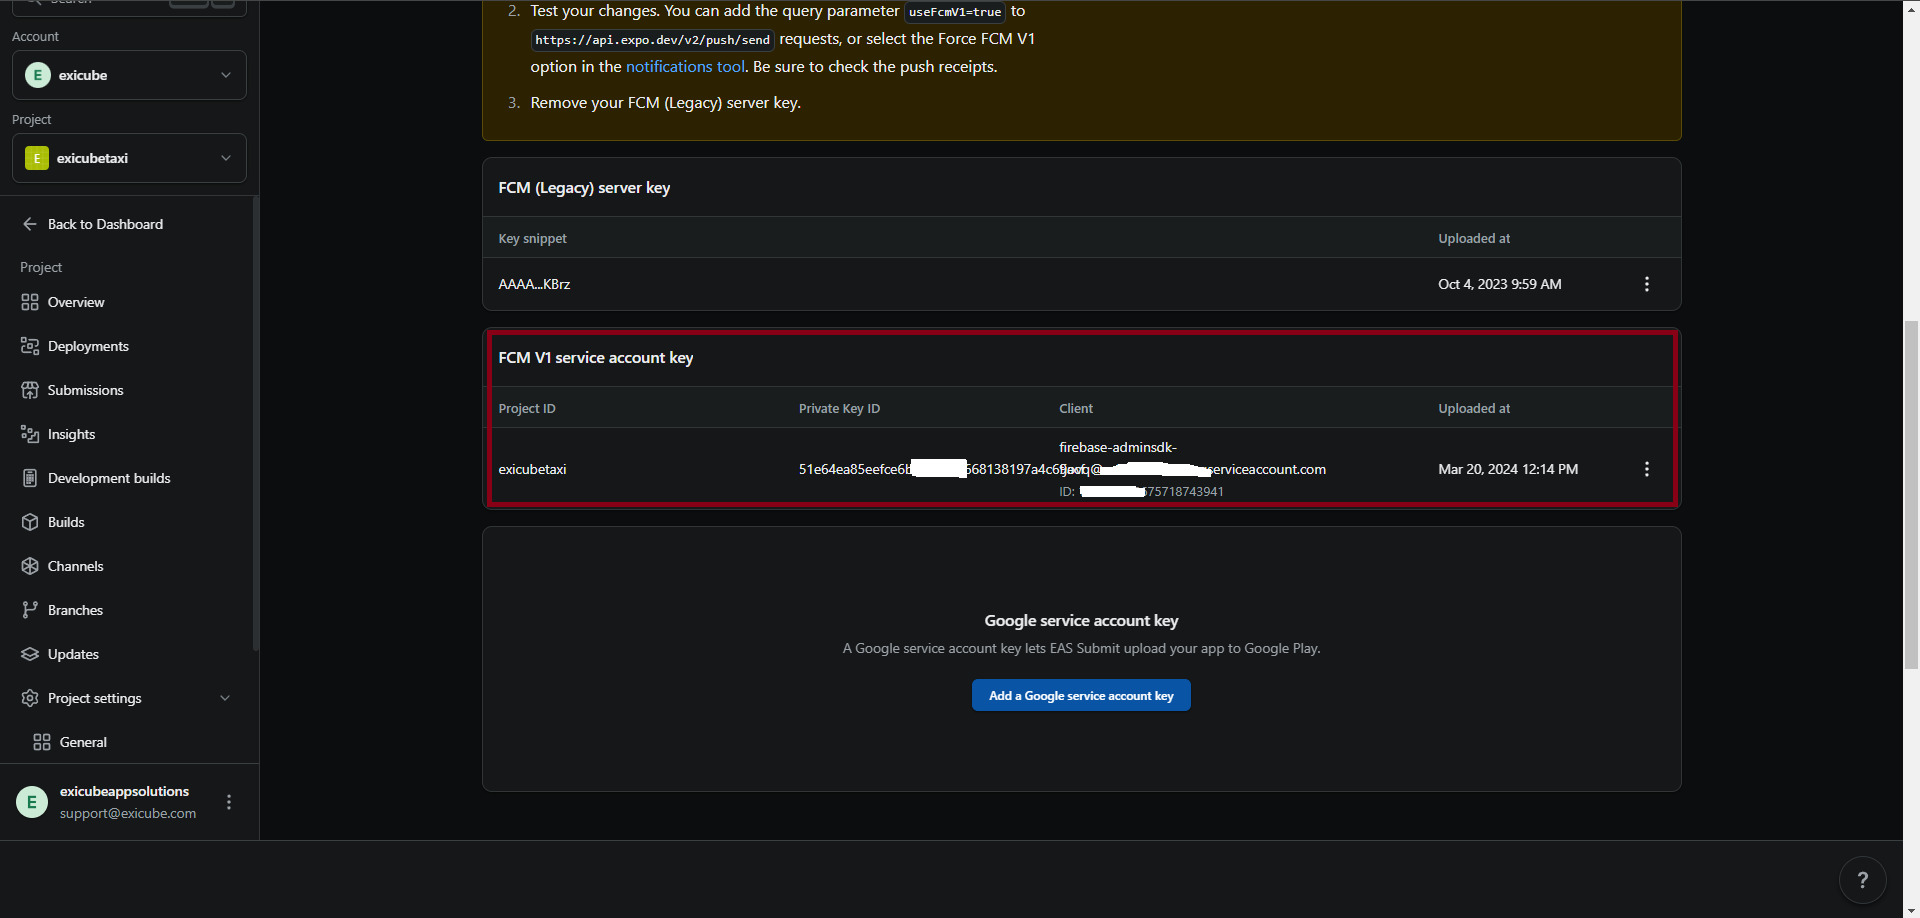 Account
E exicube
Project
E exicubetaxi
Back to Dashboard
Project
Overview
Deployments
Submissions
Insights
Development builds
Builds
Channels
Branches
Updates
Project settings
General
E exicubeappsolutions
support@exicube.com
2. Test your changes. You can add the query parameter useFcmV1=true to
https://api.expo.dev/v2/push/send requests, or select the Force FCM V1
option in the notifications tool. Be sure to check the push receipts.
3. Remove your FCM (Legacy) server key.
FCM (Legacy) server key
Key snippet Uploaded at
AAAA...KBrz Oct 4, 2023 9:59 AM
FCM V1 service account key
Project ID Private Key ID Client Uploaded at
firebase-adminsdk-
exicubetaxi 51e64ea85eefce6 668138197a4c69 q@ serviceaccount.com Mar 20, 2024 12:14 PM
ID: 75718743941
Google service account key
A Google service account key lets EAS Submit upload your app to Google Play.
Add a Google service account key
?